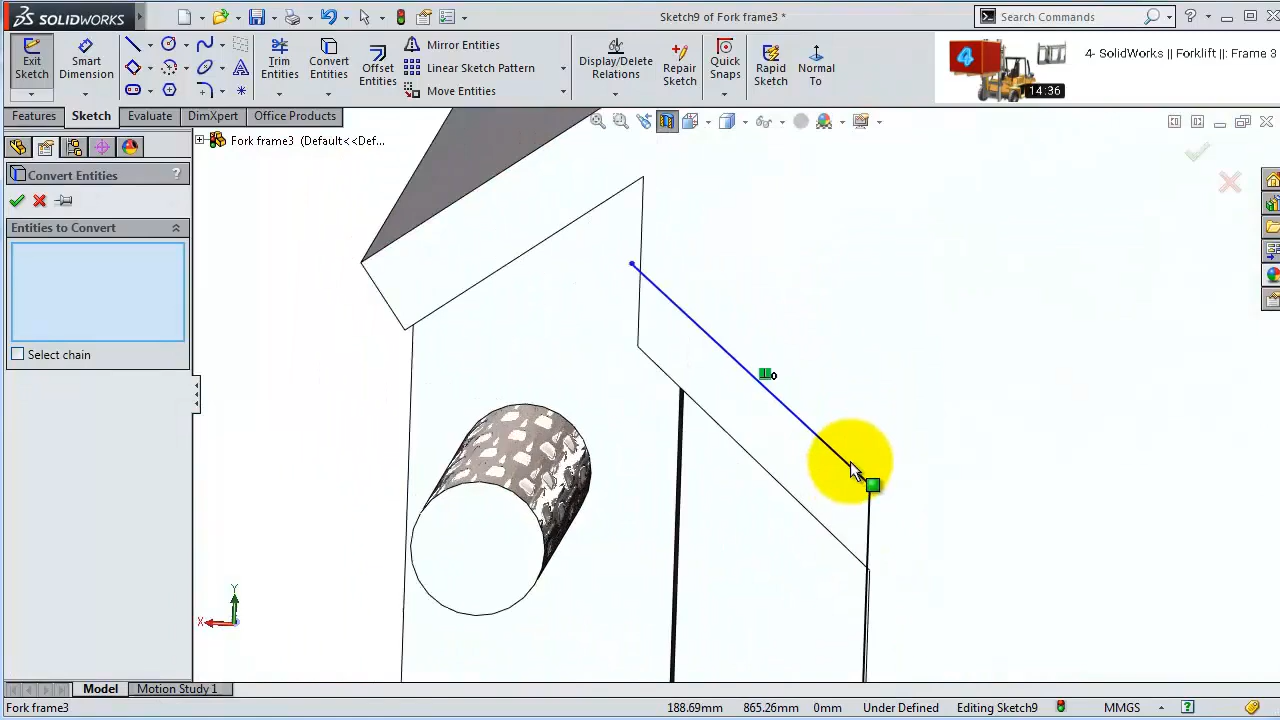 SOLIDWORKS
Sketch9 of Fork frame3 *
Search Commands
Exit Sketch
Smart Dimension
Trim Entities
Convert Entities
Offset Entities
Mirror Entities
Linear Sketch Pattern
Move Entities
Display/Delete Relations
Repair Sketch
Quick Snaps
Rapid Sketch
Normal To
4
14:36
4- SolidWorks || Forklift ||: Frame 3
Features
Sketch
Evaluate
DimXpert
Office Products
Fork frame3 (Default<<Def...
Convert Entities
?
Entities to Convert
Select chain
0
Y
X
Model
Motion Study 1
Fork frame3
188.69mm
865.26mm
0mm
Under Defined
Editing Sketch9
MMGS